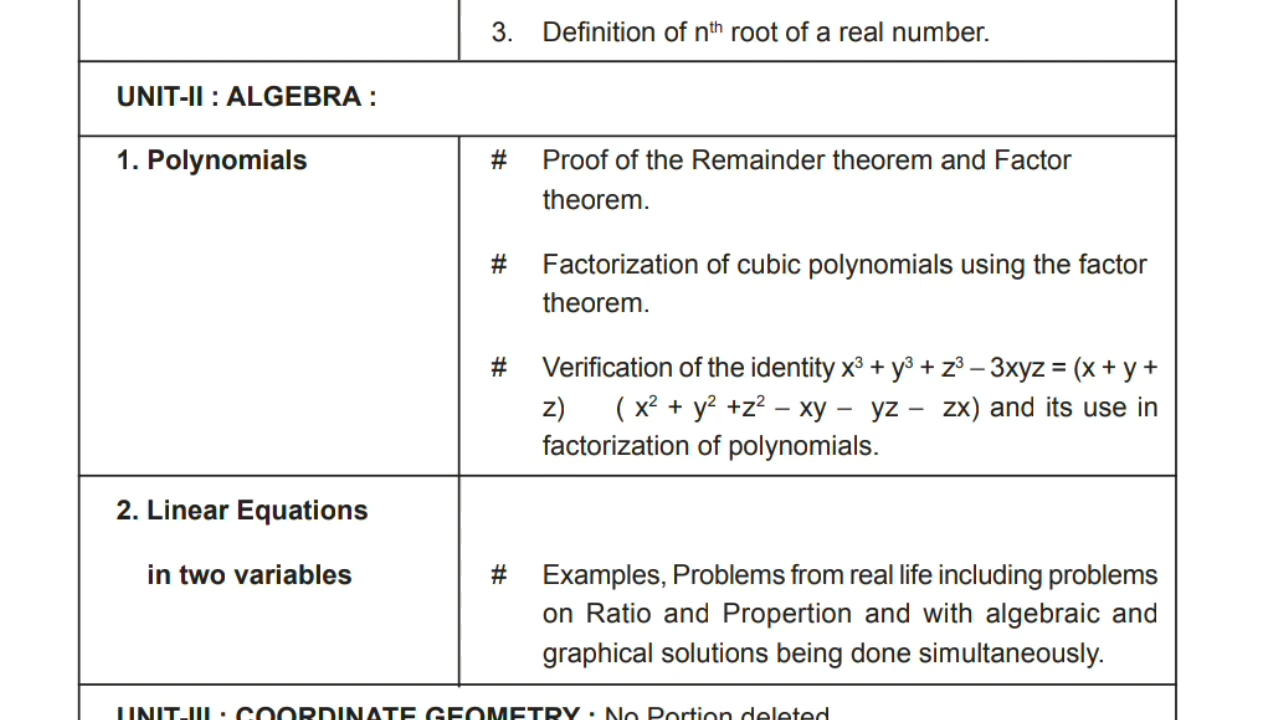 3. Definition of nth root of a real number.
UNIT-II : ALGEBRA :
1. Polynomials
# Proof of the Remainder theorem and Factor
theorem.
# Factorization of cubic polynomials using the factor
theorem.
# Verification of the identity x³ + y³ + z³ – 3xyz = (x + y +
z) ( x² + y² +z² – xy – yz – zx) and its use in
factorization of polynomials.
2. Linear Equations
in two variables
# Examples, Problems from real life including problems
on Ratio and Propertion and with algebraic and
graphical solutions being done simultaneously.
UNIT-III : COORDINATE GEOMETRY : No Portion deleted